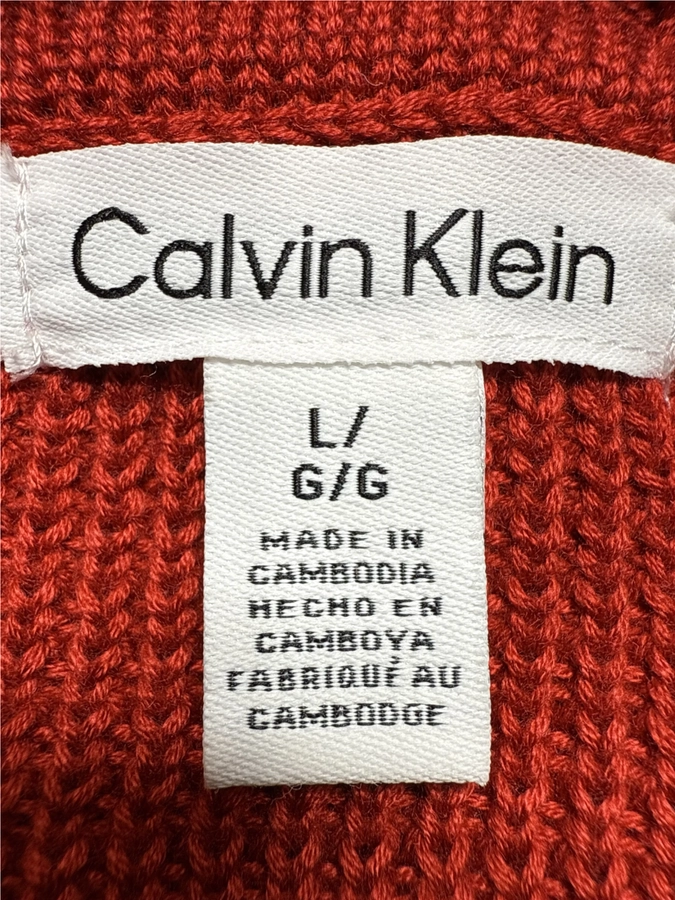 Calvin Klein
L/
G/G
MADE IN
CAMBODIA
HECHO EN
CAMBOYA
FABRIQUÉ AU
CAMBODGE